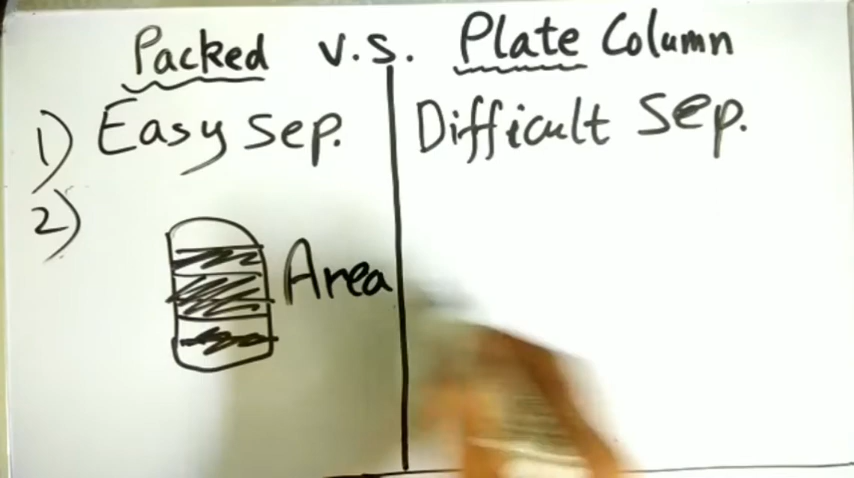 Packed v.s. Plate Column
1) Easy sep. Difficult sep.
2)
Area